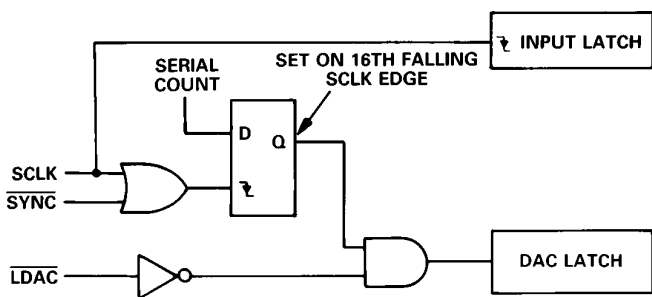 INPUT LATCH
SERIAL
COUNT
SET ON 16TH FALLING
SCLK EDGE
D
Q
SCLK
SYNC
LDAC
DAC LATCH